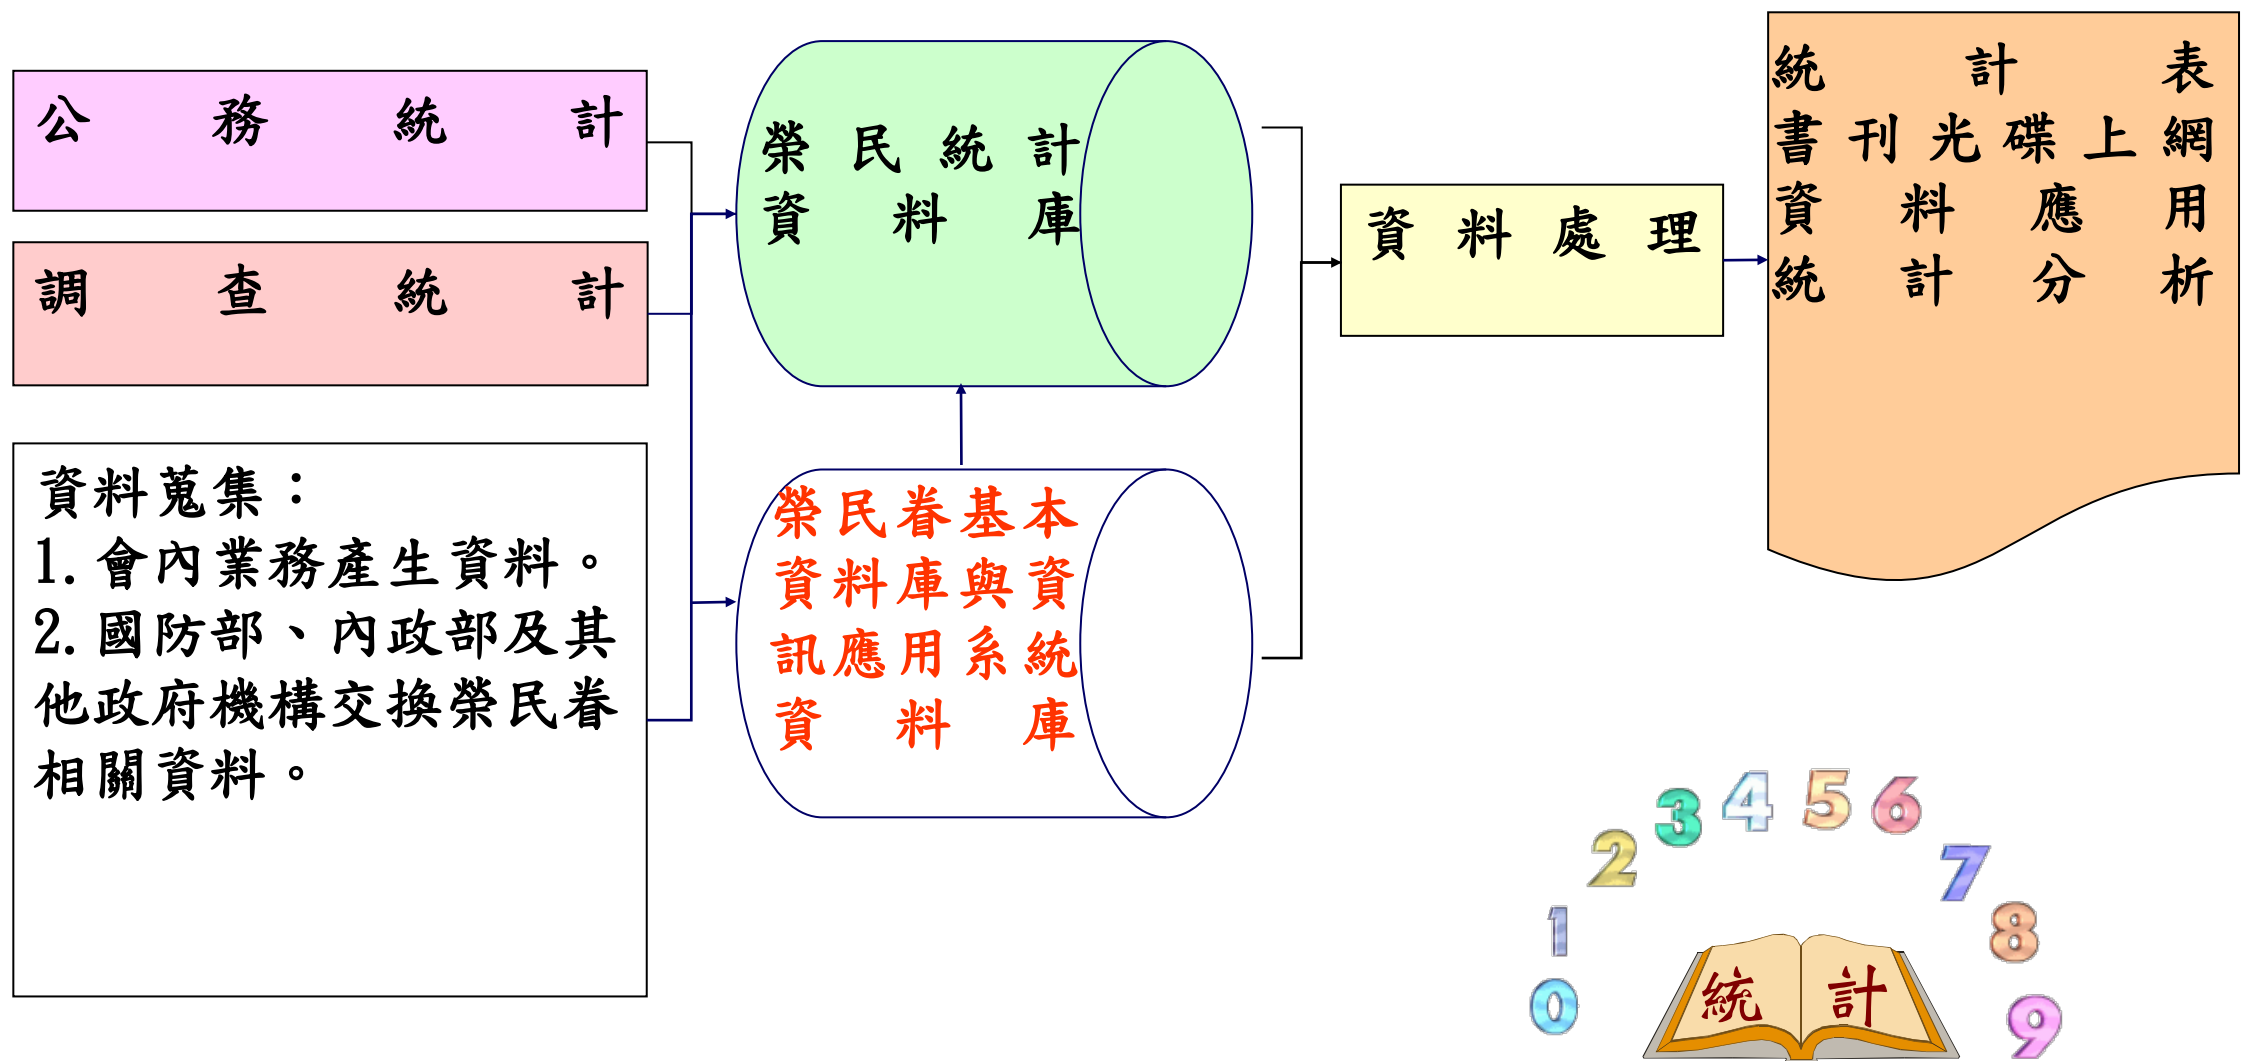 公務統計
調查統計
資料蒐集：
1.會內業務產生資料。
2.國防部、內政部及其
他政府機構交換榮民眷
相關資料。
榮民統計
資料庫
榮民眷基本
資料庫與資
訊應用系統
資料庫
資料處理
統計表
書刊光碟上網
資料應用
統計分析
0 1 2 3 4 5 6 7 8 9
統計